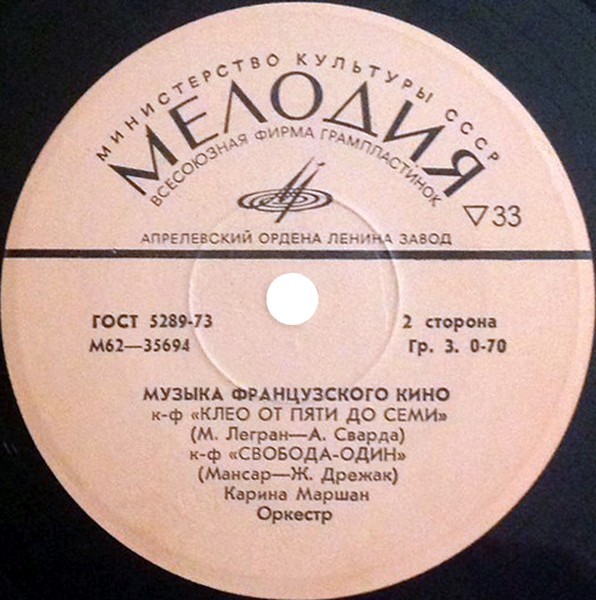 МИНИСТЕРСТВО КУЛЬТУРЫ СССР
МЕЛОДИЯ
ВСЕСОЮЗНАЯ ФИРМА ГРАМПЛАСТИНОК
▽33
АПРЕЛЕВСКИЙ ОРДЕНА ЛЕНИНА ЗАВОД
ГОСТ 5289-73
2 сторона
М62—35694
Гр. 3. 0-70
МУЗЫКА ФРАНЦУЗСКОГО КИНО
к-ф «КЛЕО ОТ ПЯТИ ДО СЕМИ»
(М. Легран—А. Сварда)
к-ф «СВОБОДА-ОДИН»
(Мансар—Ж. Дрежак)
Карина Маршан
Оркестр